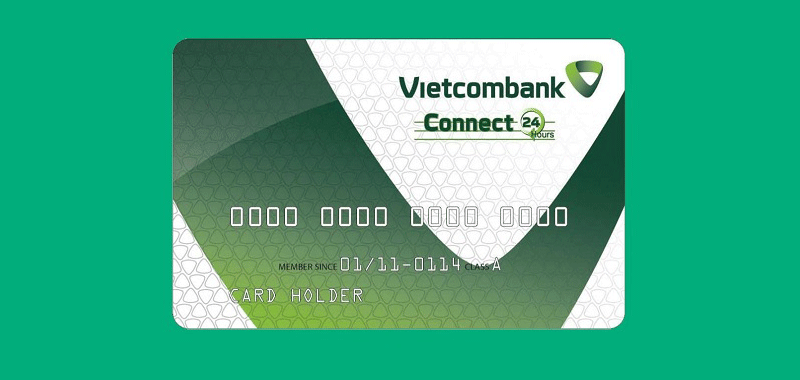 Vietcombank
Connect 24
Hours
0000 0000 0000 0000
MEMBER SINCE 01/11-0114 CLASS A
CARD HOLDER